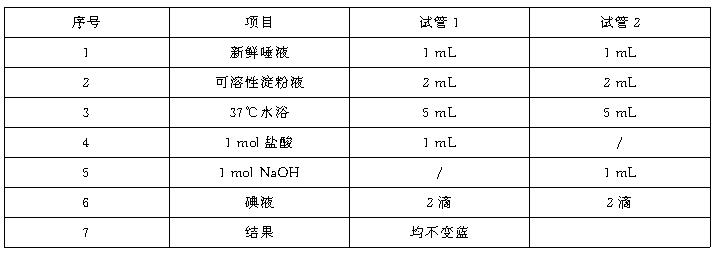 序号 项目 试管 1 试管 2
1 新鲜唾液 1 mL 1 mL
2 可溶性淀粉液 2 mL 2 mL
3 37℃水浴 5 mL 5 mL
4 1 mol 盐酸 1 mL /
5 1 mol NaOH / 1 mL
6 碘液 2 滴 2 滴
7 结果 均不变蓝